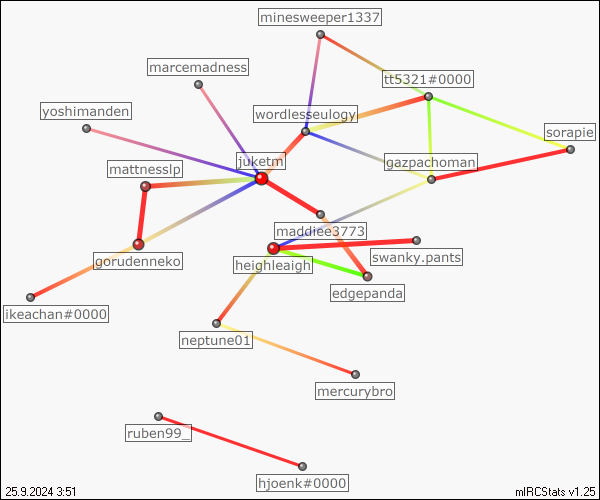 minesweeper1337
marcemadness
tt5321#0000
yoshimanden
wordlesseulogy
sorapie
juketrn
gazpachoman
mattnesslp
maddiee3773
swanky.pants
gorudenneko
heighleaigh
edgepanda
ikeachan#0000
neptune01
mercurybro
ruben99_
hjoenk#0000
25.9.2024 3:51
mIRCStats v1.25